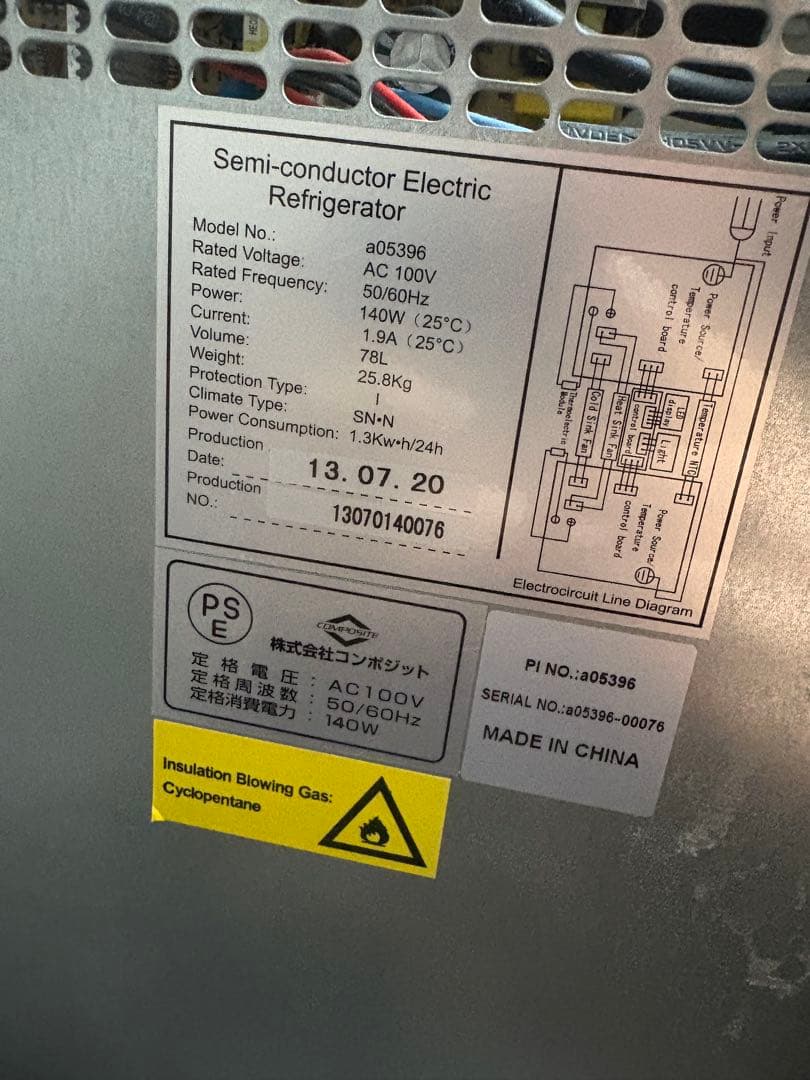 Semi-conductor Electric
Refrigerator
Model No.: a05396
Rated Voltage: AC 100V
Rated Frequency: 50/60Hz
Power: 140W (25°C)
Current: 1.9A (25°C)
Volume: 78L
Weight: 25.8Kg
Protection Type: I
Climate Type: SN•N
Power Consumption: 1.3Kw•h/24h
Production
Date: 13. 07. 20
Production
NO.: 13070140076
Power Input
Power Source/
Temperature
control board
Thermoelectric
Module
Cold Sink Fan
Heat Sink Fan
control board
LED
display
Light
Temperature NTC
Power Source/
Temperature
control board
Electrocircuit Line Diagram
PS
E
COMPOSITE
株式会社コンポジット
定格電圧：AC100V
定格周波数：50/60Hz
定格消費電力：140W
PI NO.:a05396
SERIAL NO.:a05396-00076
MADE IN CHINA
Insulation Blowing Gas:
Cyclopentane